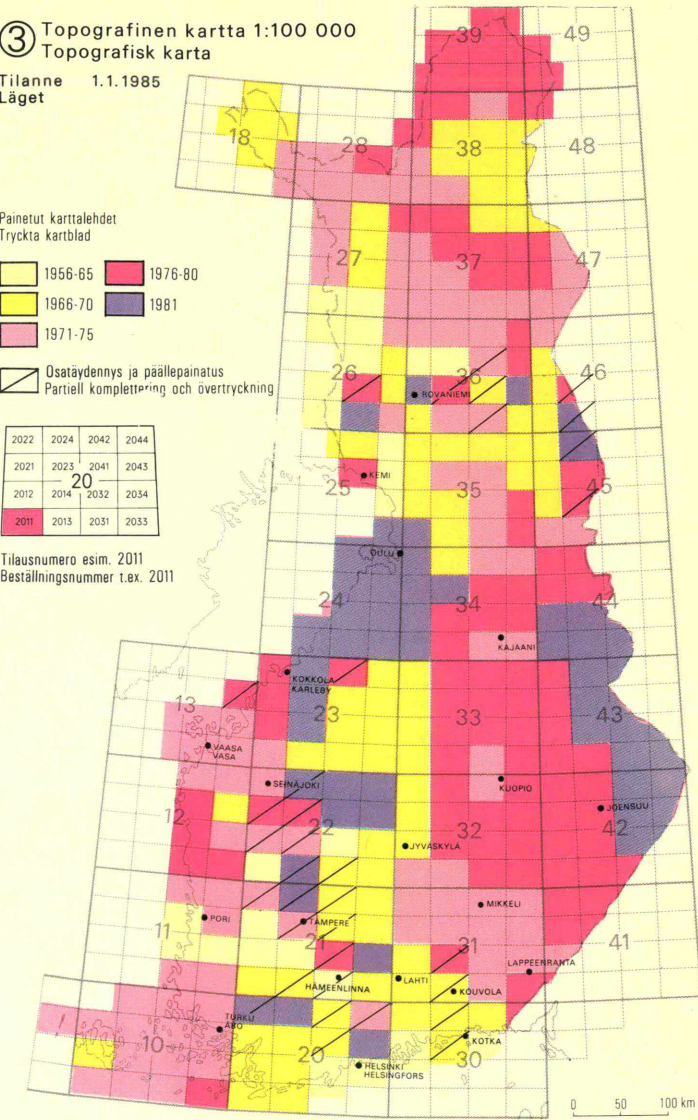 3 Topografinen kartta 1:100 000
Topografisk karta
Tilanne 1.1.1985
Läget
Painetut karttalehdet
Tryckta kartblad
1956-65 1976-80
1966-70 1981
1971-75
Osatäydennys ja päällepainatus
Partiell komplettering och övertryckning
2022 2024 2042 2044
2021 2023 2041 2043
20
2012 2014 2032 2034
2011 2013 2031 2033
Tilausnumero esim. 2011
Beställningsnummer t.ex. 2011
39 49
18 28 38 48
27 37 47
26 36 46
ROVANIEMI
KEMI
25 35 45
OULU
24 34 44
KAJAANI
KOKKOLA
KARLEBY
13 23 33 43
VAASA
VASA
SEINÄJOKI
KUOPIO
JOENSUU
12 22 32 42
JYVÄSKYLÄ
MIKKELI
PORI
TAMPERE
11 21 31 41
LAPPEENRANTA
HÄMEENLINNA
LAHTI
KOUVOLA
TURKU
ÅBO
KOTKA
10 20 30
HELSINKI
HELSINGFORS
0 50 100 km